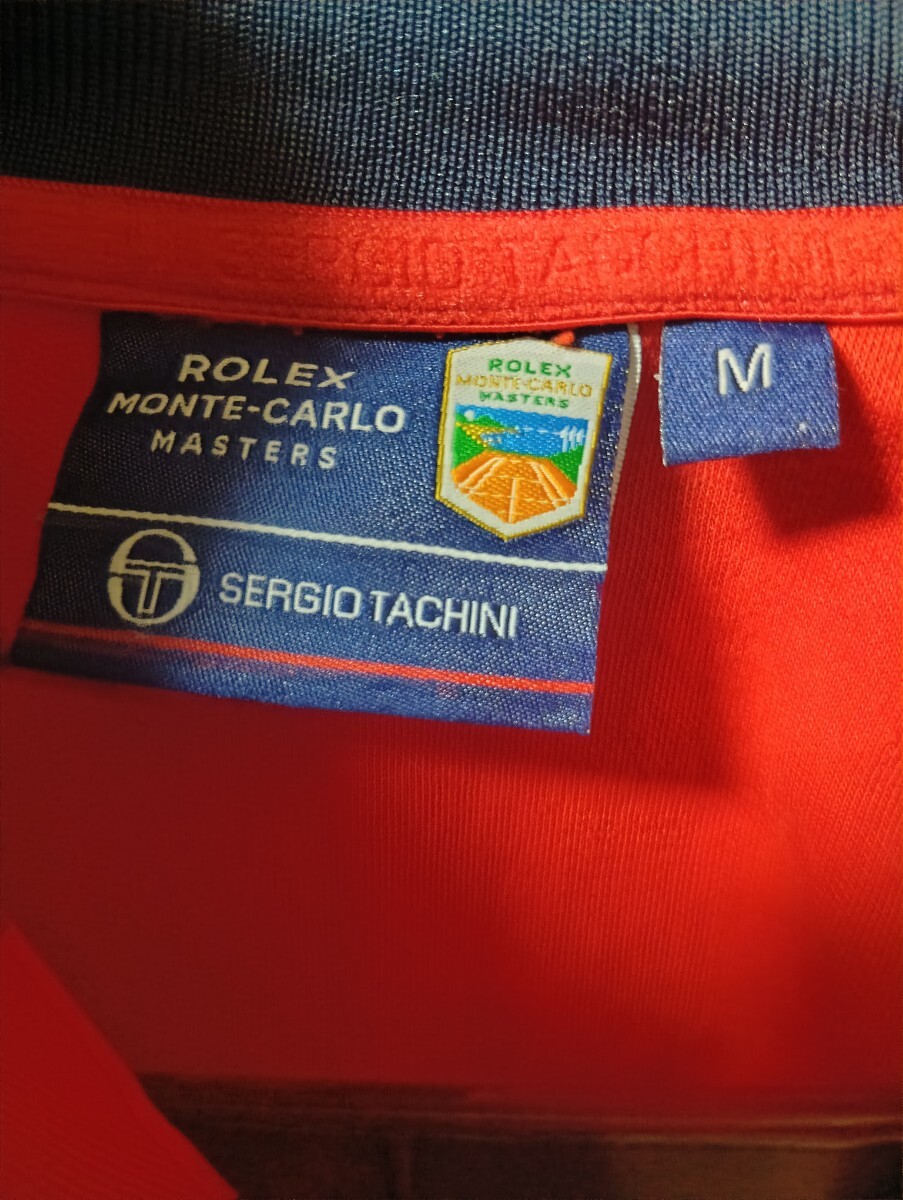 SERGIO TACCHINI
ROLEX
MONTE-CARLO
MASTERS
ROLEX
MONTE-CARLO
MASTERS
M
SERGIO TACHINI